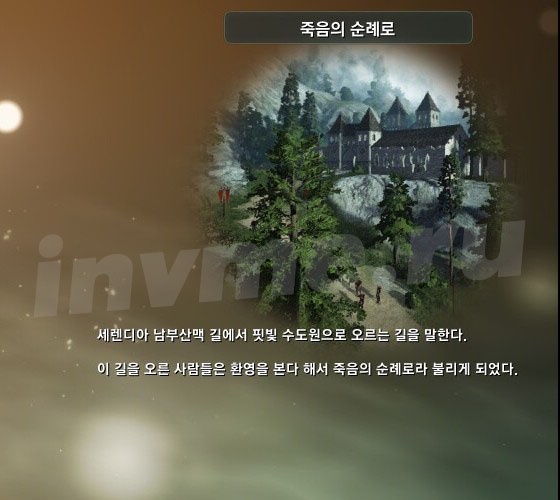 죽음의 순례로
invmo.ru
세렌디아 남부산맥 길에서 핏빛 수도원으로 오르는 길을 말한다.
이 길을 오른 사람들은 환영을 본다 해서 죽음의 순례로라 불리게 되었다.